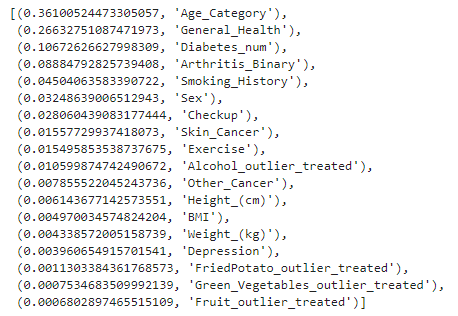 [(0.36100524473305057, 'Age_Category'),
(0.26632751087471973, 'General_Health'),
(0.10672626627998309, 'Diabetes_num'),
(0.08884792825739408, 'Arthritis_Binary'),
(0.04504063583390722, 'Smoking_History'),
(0.03248639006512943, 'Sex'),
(0.028060439083177444, 'Checkup'),
(0.01557729937418073, 'Skin_Cancer'),
(0.015495853538737675, 'Exercise'),
(0.010599874742490672, 'Alcohol_outlier_treated'),
(0.007855522045243736, 'Other_Cancer'),
(0.006143677142573551, 'Height_(cm)'),
(0.004970034574824204, 'BMI'),
(0.004338572005158739, 'Weight_(kg)'),
(0.003960654915701541, 'Depression'),
(0.0011303384361768573, 'FriedPotato_outlier_treated'),
(0.0007534683509992139, 'Green_Vegetables_outlier_treated'),
(0.0006802897465515109, 'Fruit_outlier_treated')]